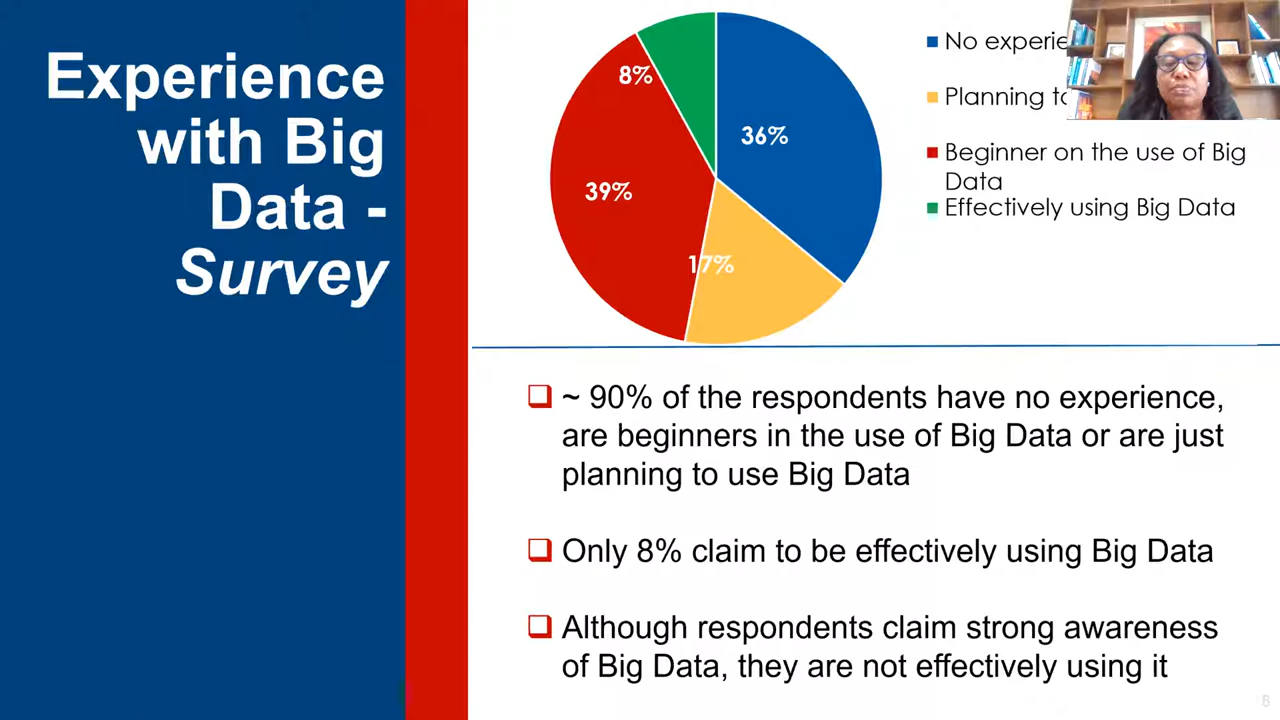 Experience
with Big
Data -
Survey
8%
36%
39%
17%
No
Planning
Beginner on the use of Big
Data
Effectively using Big Data
~ 90% of the respondents have no experience,
are beginners in the use of Big Data or are just
planning to use Big Data
Only 8% claim to be effectively using Big Data
Although respondents claim strong awareness
of Big Data, they are not effectively using it
8